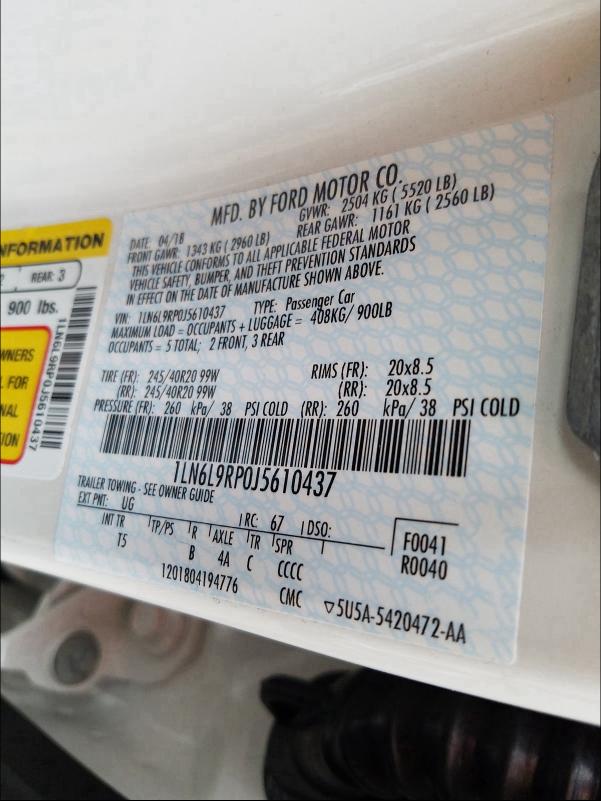 MFD. BY FORD MOTOR CO.
DATE: 04/18 GVWR: 2504 KG ( 5520 LB)
FRONT GAWR: 1343 KG ( 2960 LB) REAR GAWR: 1161 KG ( 2560 LB)
THIS VEHICLE CONFORMS TO ALL APPLICABLE FEDERAL MOTOR
VEHICLE SAFETY, BUMPER, AND THEFT PREVENTION STANDARDS
IN EFFECT ON THE DATE OF MANUFACTURE SHOWN ABOVE.
VIN: 1LN6L9RP0J5610437 TYPE: Passenger Car
MAXIMUM LOAD = OCCUPANTS + LUGGAGE = 408KG/ 900LB
OCCUPANTS = 5 TOTAL; 2 FRONT, 3 REAR
TIRE (FR): 245/40R20 99W RIMS (FR): 20x8.5
(RR): 245/40R20 99W (RR): 20x8.5
PRESSURE (FR): 260 kPa/ 38 PSI COLD (RR): 260 kPa/ 38 PSI COLD
1LN6L9RP0J5610437
TRAILER TOWING - SEE OWNER GUIDE
EXT PNT: UG RC: 67 DSO:
INT TR TP/PS R AXLE TR SPR
T5 B 4A C CCCC
F0041
R0040
1201804194776 CMC ▽5U5A-5420472-AA
NFORMATION
REAR: 3
900 lbs.
WNERS
L FOR
NAL
TION
1LN6L9RP0J5610437